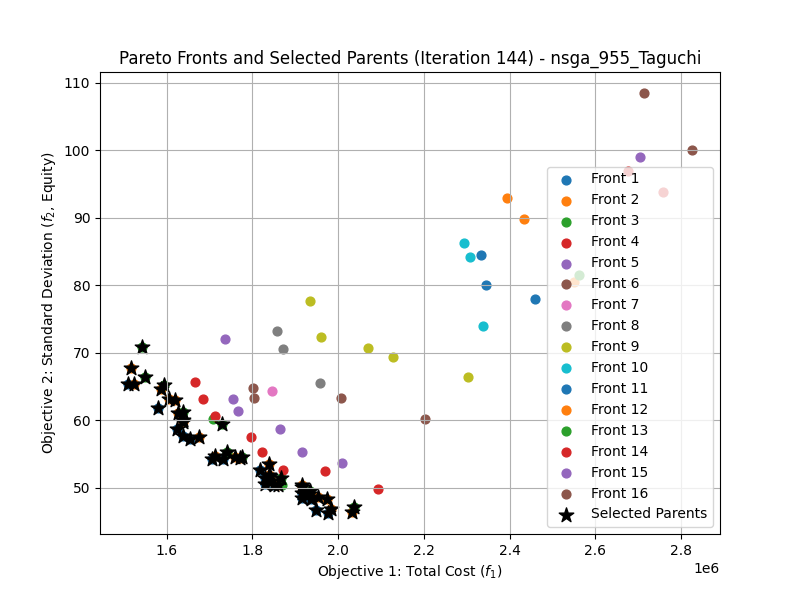 Pareto Fronts and Selected Parents (Iteration 144) - nsga_955_Taguchi
110
100
90
80
70
60
50
Objective 2: Standard Deviation (f₂, Equity)
Front 1
Front 2
Front 3
Front 4
Front 5
Front 6
Front 7
Front 8
Front 9
Front 10
Front 11
Front 12
Front 13
Front 14
Front 15
Front 16
Selected Parents
1.6 1.8 2.0 2.2 2.4 2.6 2.8
1e6
Objective 1: Total Cost (f₁)